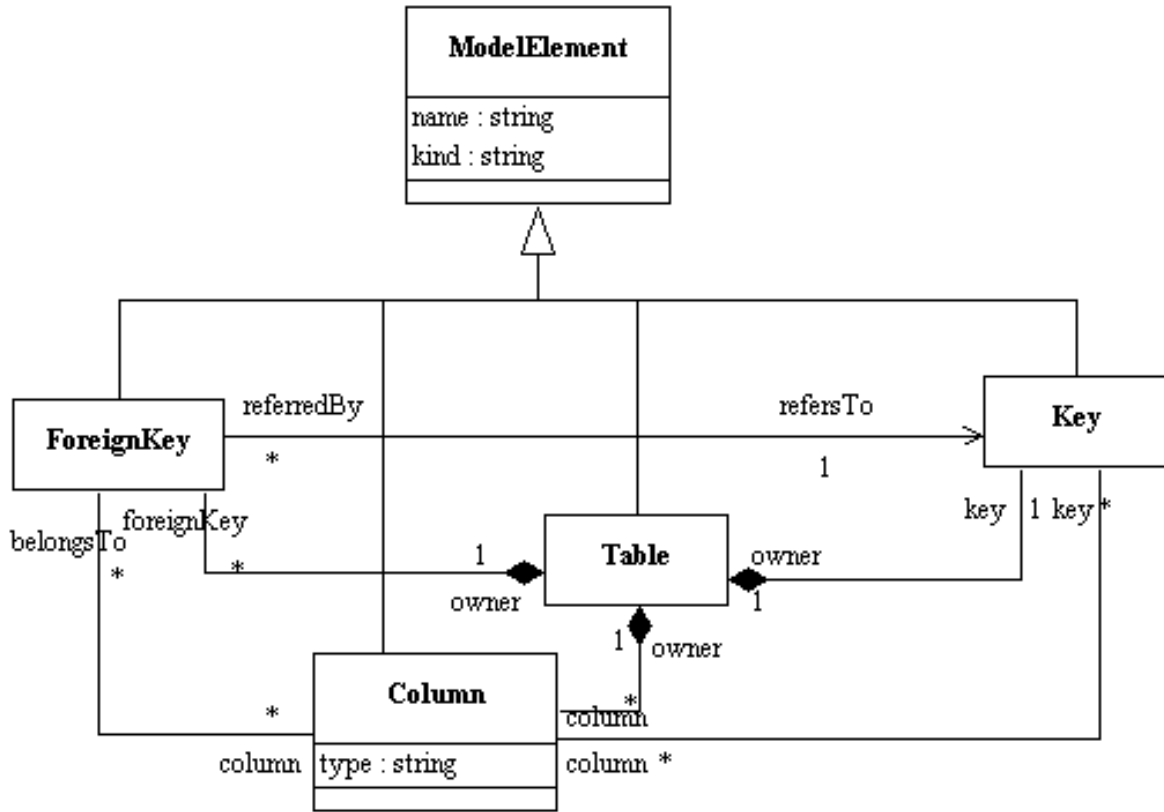 ModelElement
name : string
kind : string
referredBy
refersTo
Key
ForeignKey
*
1
foreignKey
key
1
key
*
belongsTo
*
*
1
owner
Table
owner
1
1
owner
Column
*
column
*
column
type : string
column
*